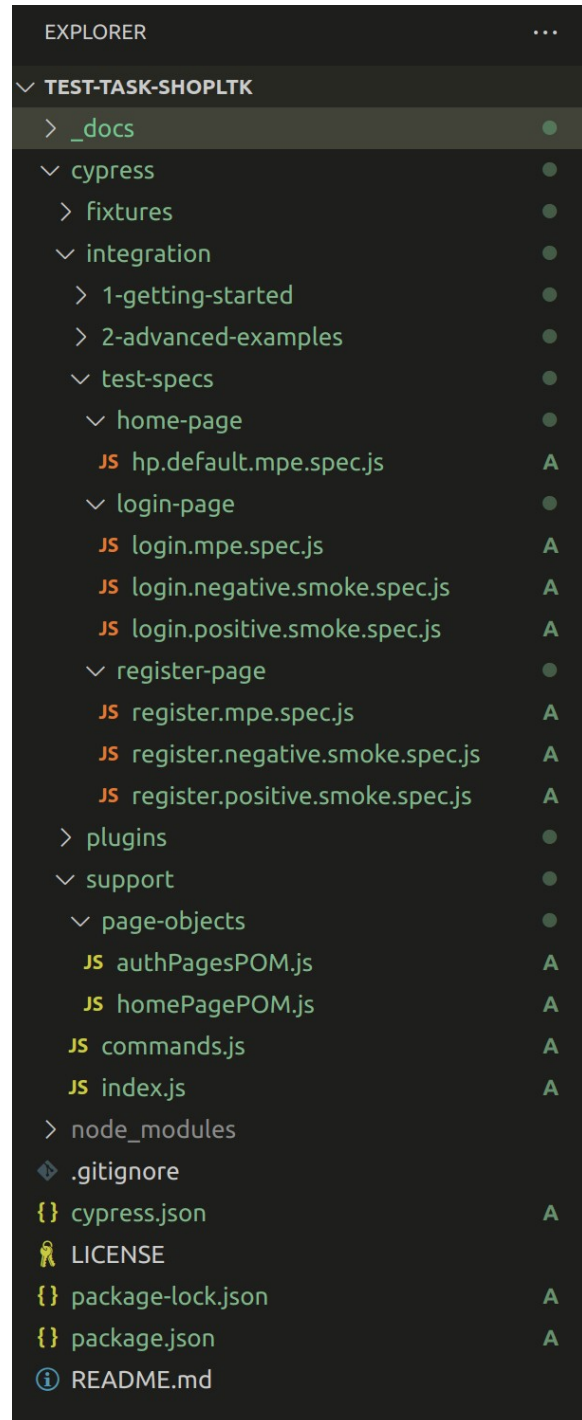 EXPLORER ...
TEST-TASK-SHOPLTK
_docs
cypress
fixtures
integration
1-getting-started
2-advanced-examples
test-specs
home-page
JS hp.default.mpe.spec.js A
login-page
JS login.mpe.spec.js A
JS login.negative.smoke.spec.js A
JS login.positive.smoke.spec.js A
register-page
JS register.mpe.spec.js A
JS register.negative.smoke.spec.js A
JS register.positive.smoke.spec.js A
plugins
support
page-objects
JS authPagesPOM.js A
JS homePagePOM.js A
JS commands.js A
JS index.js A
node_modules
.gitignore
{} cypress.json A
LICENSE
{} package-lock.json A
{} package.json A
README.md